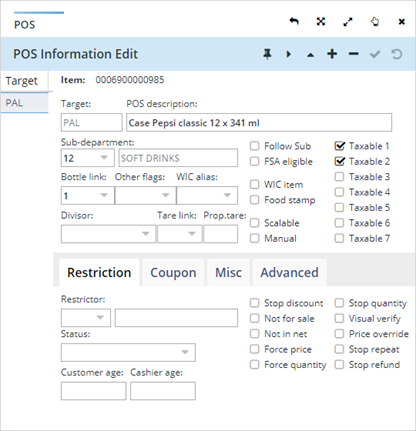 POS
POS Information Edit
Target Item: 0006900000985
PAL
Target: POS description:
PAL Case Pepsi classic 12 x 341 ml
Sub-department:
12 SOFT DRINKS
Bottle link: Other flags: WIC alias:
1
Divisor: Tare link: Prop.tare:
Follow Sub Taxable 1
FSA eligible Taxable 2
Taxable 3
WIC item Taxable 4
Food stamp Taxable 5
Scalable Taxable 6
Manual Taxable 7
Restriction Coupon Misc Advanced
Restrictor:
Status:
Customer age: Cashier age:
Stop discount Stop quantity
Not for sale Visual verify
Not in net Price override
Force price Stop repeat
Force quantity Stop refund